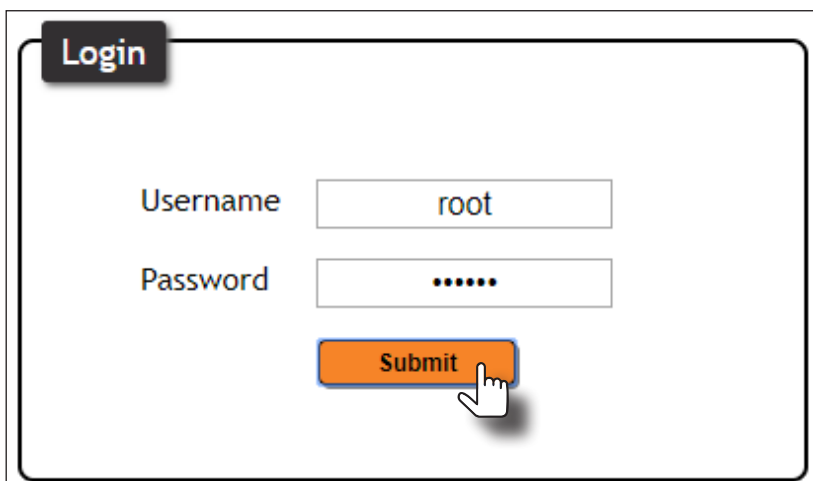 Login
Username root
Password ••••••
Submit